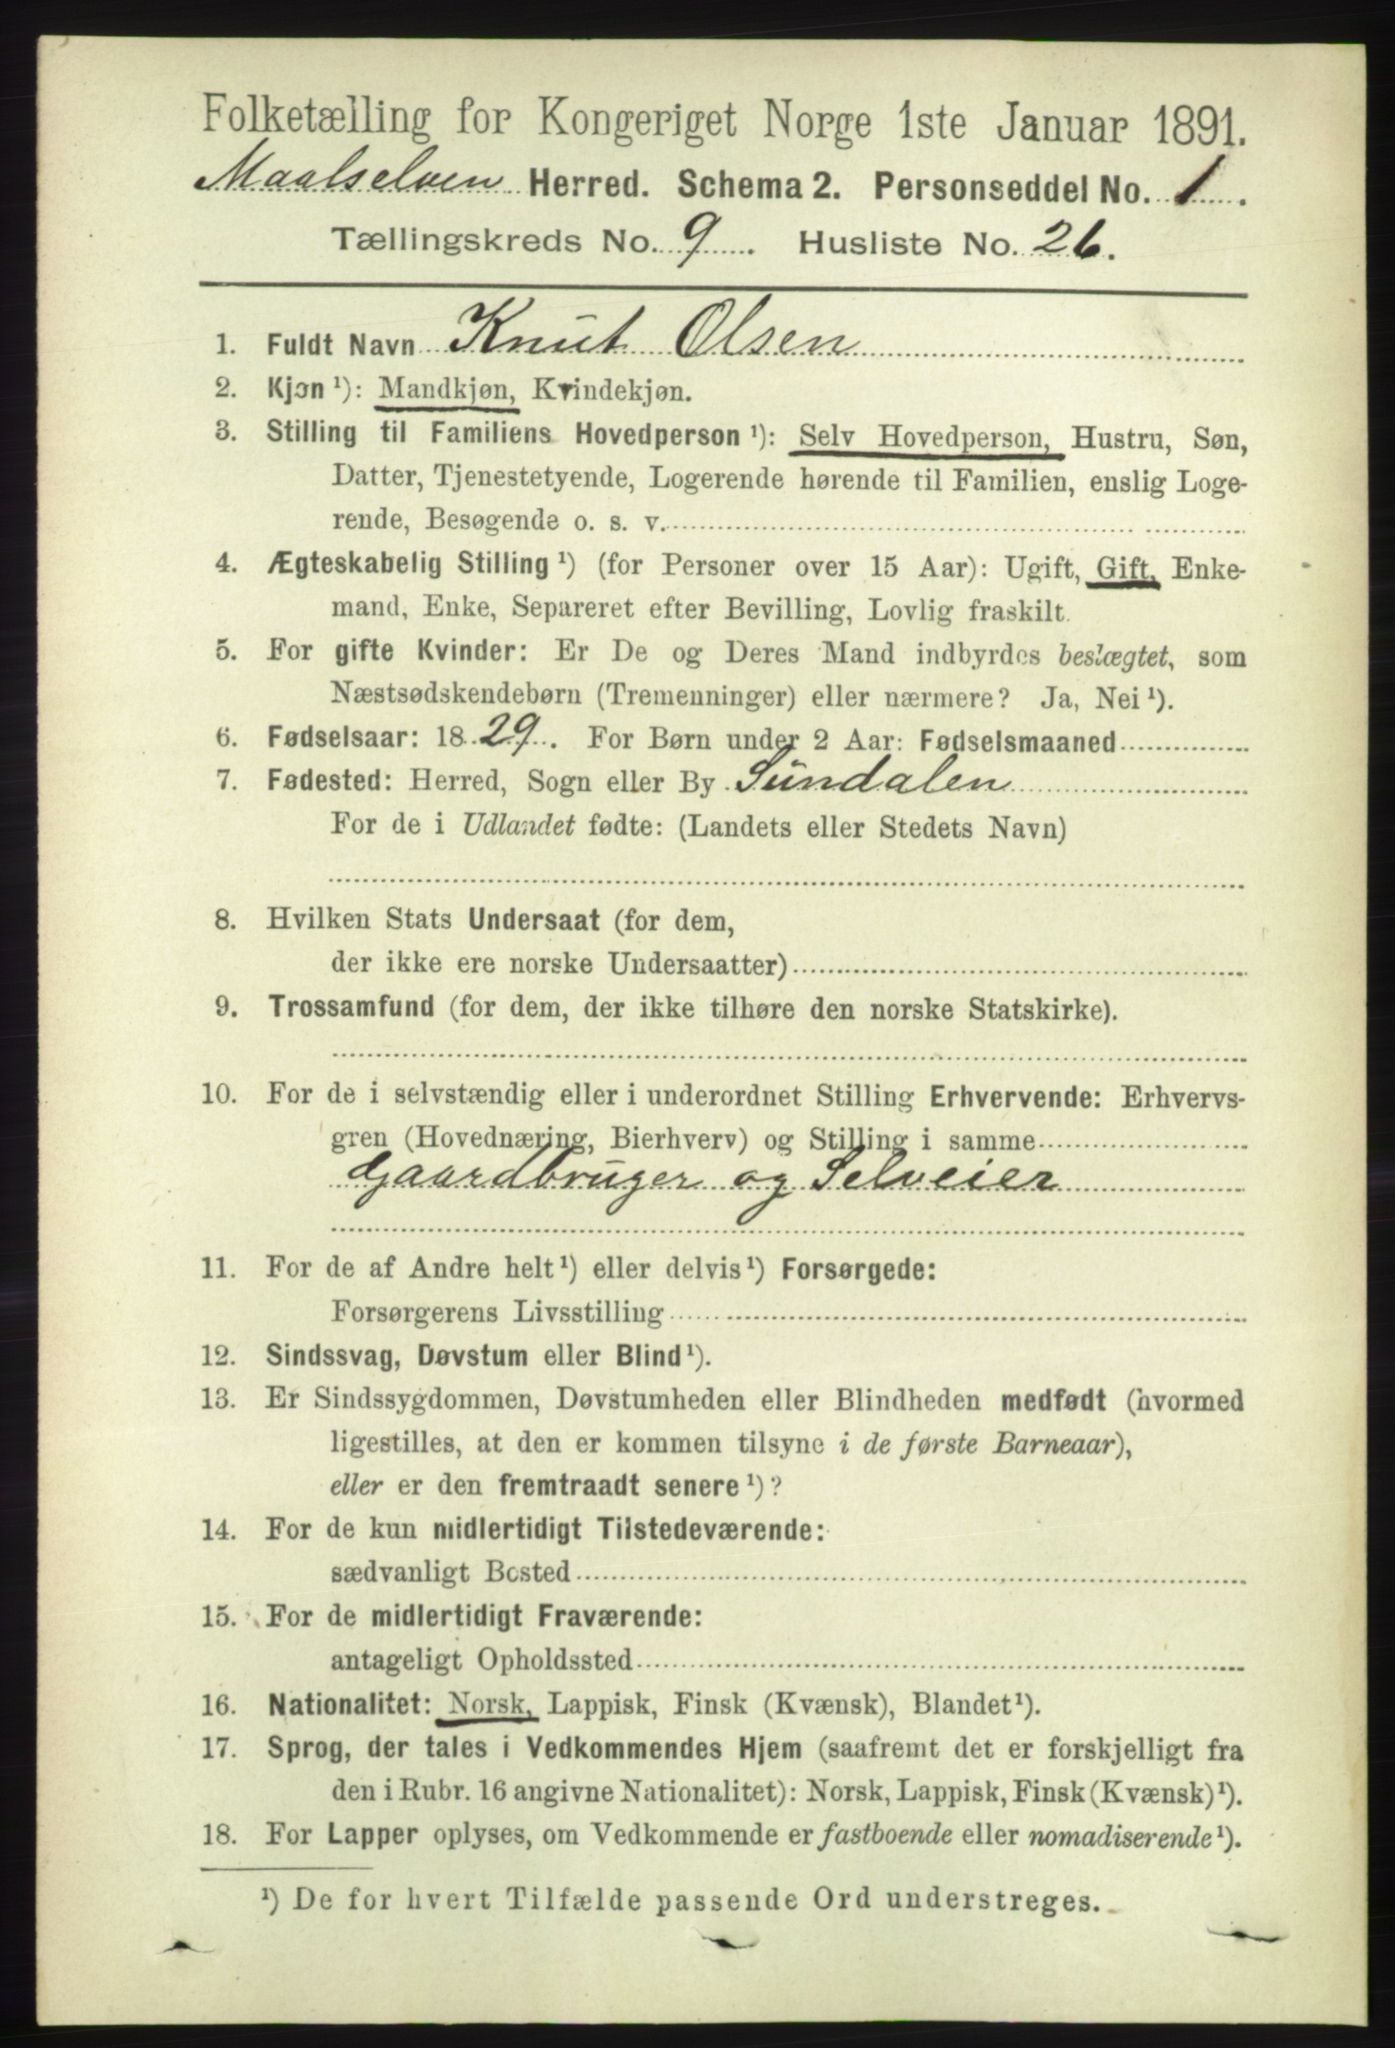 Folketælling for Kongeriget Norge 1ste Januar 1891.
Maalselven Herred. Schema 2. Personseddel No. 1.
Tællingskreds No. 9. Husliste No. 26.
1. Fuldt Navn Knut Olsen
2. Kjøn ¹): Mandkjøn, Kvindekjøn.
3. Stilling til Familiens Hovedperson ¹): Selv Hovedperson, Hustru, Søn,
Datter, Tjenestetyende, Logerende hørende til Familien, enslig Loge-
rende, Besøgende o. s. v.
4. Ægteskabelig Stilling ¹) (for Personer over 15 Aar): Ugift, Gift, Enke-
mand, Enke, Separeret efter Bevilling, Lovlig fraskilt.
5. For gifte Kvinder: Er De og Deres Mand indbyrdes beslægtet, som
Næstsødskendebørn (Tremenninger) eller nærmere? Ja, Nei ¹).
6. Fødselsaar: 1829. For Børn under 2 Aar: Fødselsmaaned
7. Fødested: Herred, Sogn eller By Sundalen
For de i Udlandet fødte: (Landets eller Stedets Navn)
8. Hvilken Stats Undersaat (for dem,
der ikke ere norske Undersaatter)
9. Trossamfund (for dem, der ikke tilhøre den norske Statskirke).
10. For de i selvstændig eller i underordnet Stilling Erhvervende: Erhvervs-
gren (Hovednæring, Bierhverv) og Stilling i samme
Gaardbruger og Selveier
11. For de af Andre helt ¹) eller delvis ¹) Forsørgede:
Forsørgerens Livsstilling
12. Sindssvag, Døvstum eller Blind ¹).
13. Er Sindssygdommen, Døvstumheden eller Blindheden medfødt (hvormed
ligestilles, at den er kommen tilsyne i de første Barneaar),
eller er den fremtraadt senere ¹)?
14. For de kun midlertidigt Tilstedeværende:
sædvanligt Bosted
15. For de midlertidigt Fraværende:
antageligt Opholdssted
16. Nationalitet: Norsk, Lappisk, Finsk (Kvænsk), Blandet ¹).
17. Sprog, der tales i Vedkommendes Hjem (saafremt det er forskjelligt fra
den i Rubr. 16 angivne Nationalitet): Norsk, Lappisk, Finsk (Kvænsk) ¹).
18. For Lapper oplyses, om Vedkommende er fastboende eller nomadiserende ¹).
¹) De for hvert Tilfælde passende Ord understreges.